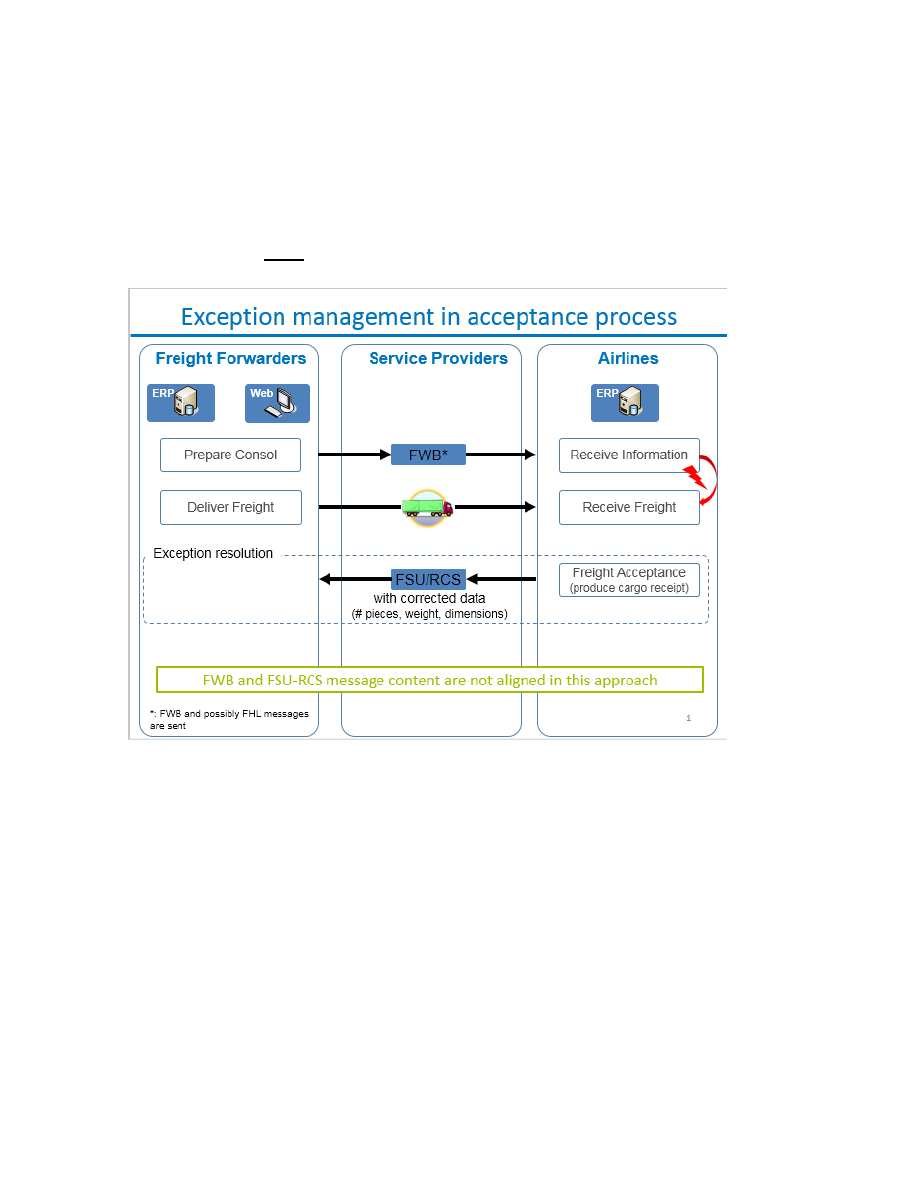 Exception management in acceptance process
Freight Forwarders
Service Providers
Airlines
ERP
Web
ERP
Prepare Consol
FWB*
Receive Information
Deliver Freight
Receive Freight
Exception resolution
FSU/RCS
Freight Acceptance
(produce cargo receipt)
with corrected data
(# pieces, weight, dimensions)
FWB and FSU-RCS message content are not aligned in this approach
*: FWB and possibly FHL messages
are sent
1